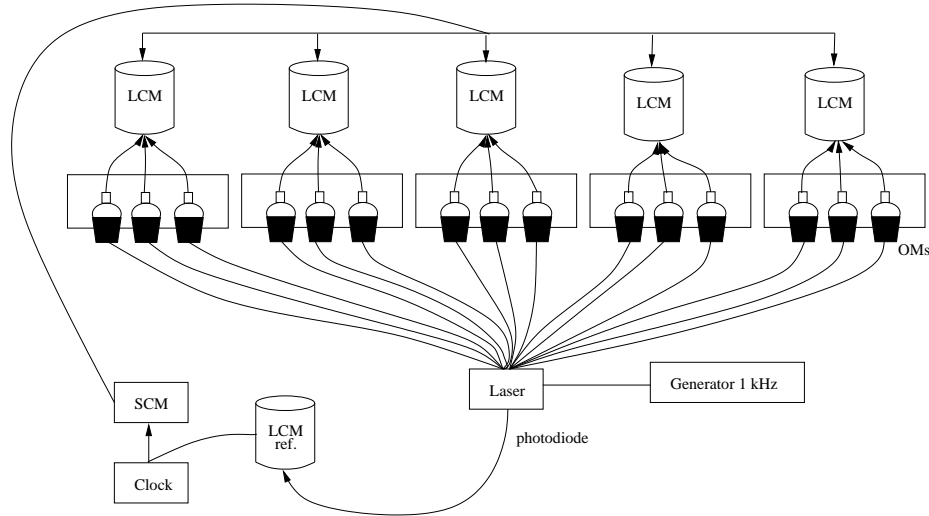 LCM
LCM
LCM
LCM
LCM
OMs
Laser
Generator 1 kHz
SCM
LCM
ref.
photodiode
Clock